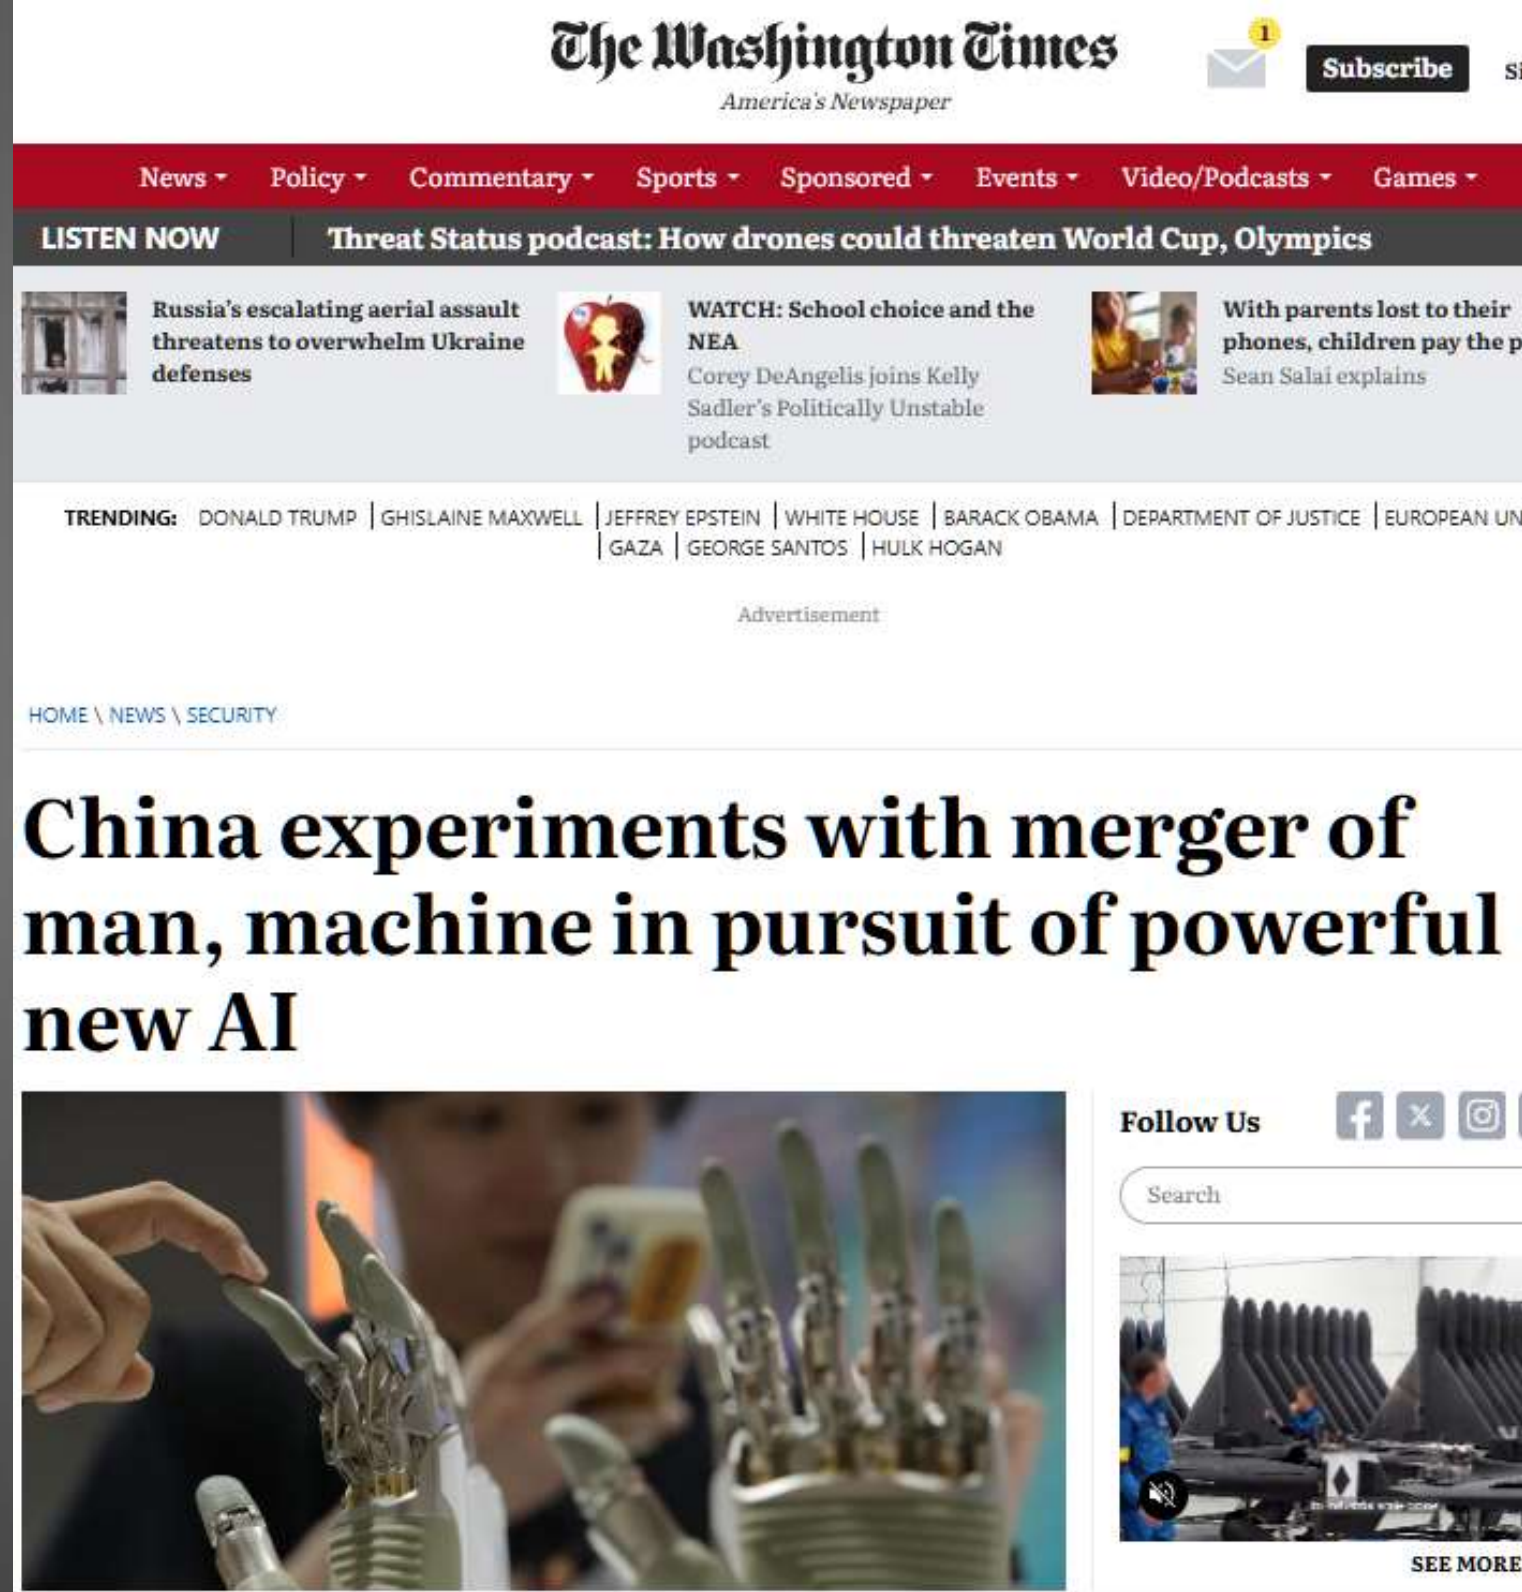 The Washington Times
America's Newspaper
1
Subscribe
Si
News
Policy
Commentary
Sports
Sponsored
Events
Video/Podcasts
Games
LISTEN NOW
Threat Status podcast: How drones could threaten World Cup, Olympics
Russia's escalating aerial assault
threatens to overwhelm Ukraine
defenses
WATCH: School choice and the
NEA
Corey DeAngelis joins Kelly
Sadler's Politically Unstable
podcast
With parents lost to their
phones, children pay the p
Sean Salai explains
TRENDING: DONALD TRUMP | GHISLAINE MAXWELL | JEFFREY EPSTEIN | WHITE HOUSE | BARACK OBAMA | DEPARTMENT OF JUSTICE | EUROPEAN UN
| GAZA | GEORGE SANTOS | HULK HOGAN
Advertisement
HOME \ NEWS \ SECURITY
China experiments with merger of
man, machine in pursuit of powerful
new AI
Follow Us
Search
SEE MORE